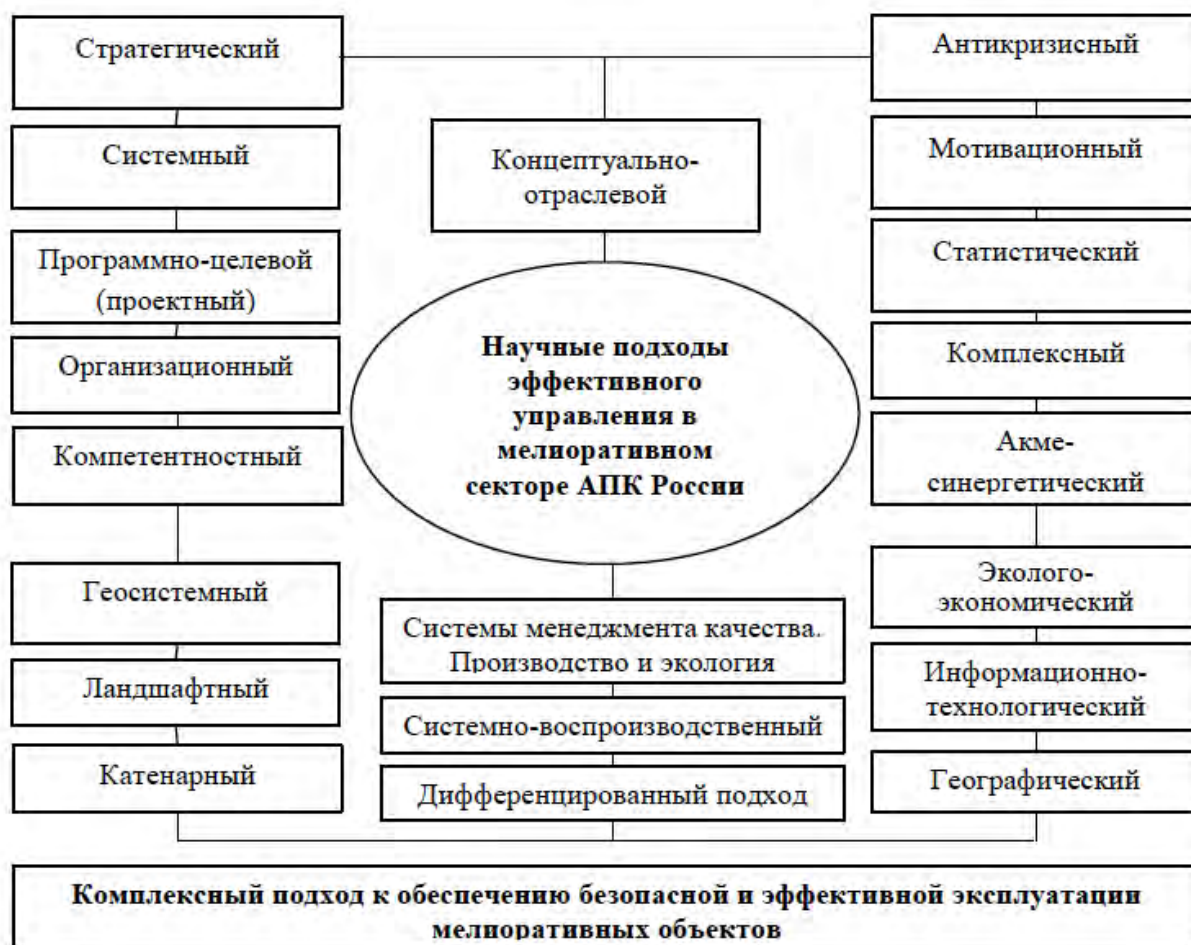 Стратегический
Системный
Программно-целевой
(проектный)
Организационный
Компетентностный
Геосистемный
Ландшафтный
Катенарный
Концептуально-
отраслевой
Научные подходы
эффективного
управления в
мелиоративном
секторе АПК России
Системы менеджмента качества.
Производство и экология
Системно-воспроизводственный
Дифференцированный подход
Антикризисный
Мотивационный
Статистический
Комплексный
Акме-
синергетический
Эколого-
экономический
Информационно-
технологический
Географический
Комплексный подход к обеспечению безопасной и эффективной эксплуатации
мелиоративных объектов